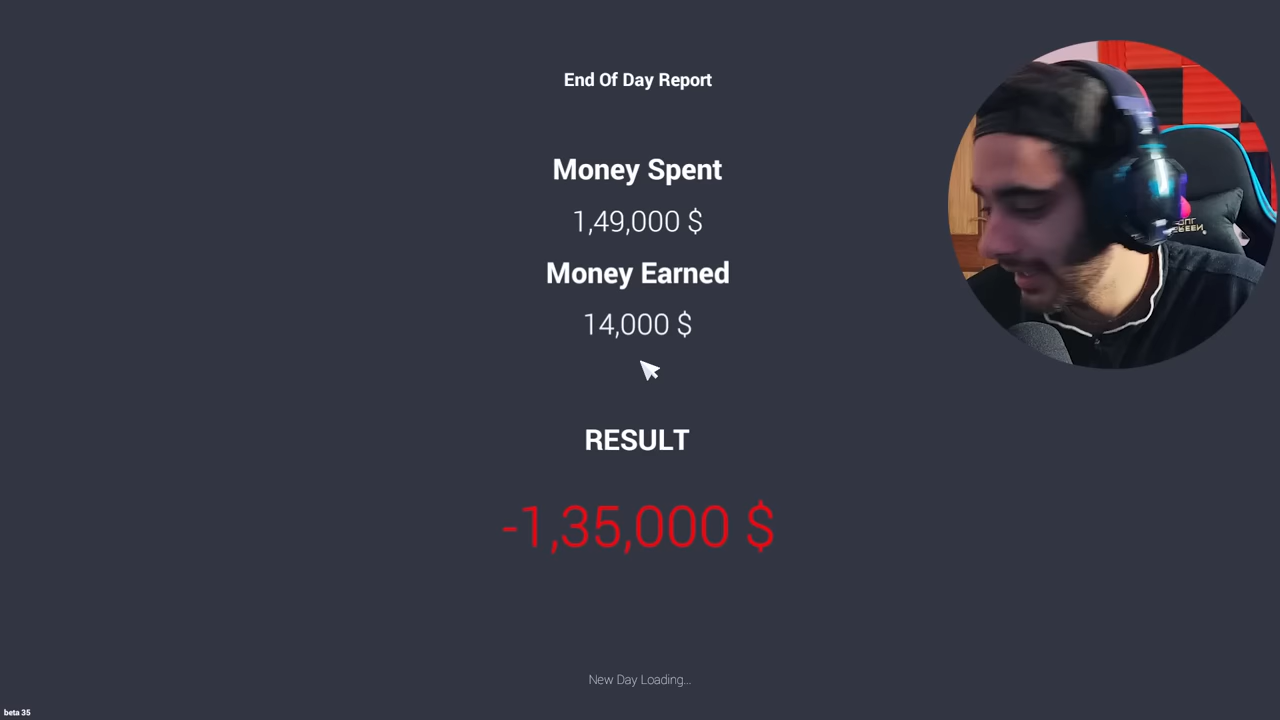 End Of Day Report
Money Spent
1,49,000 $
Money Earned
14,000 $
RESULT
-1,35,000 $
New Day Loading...
beta 35